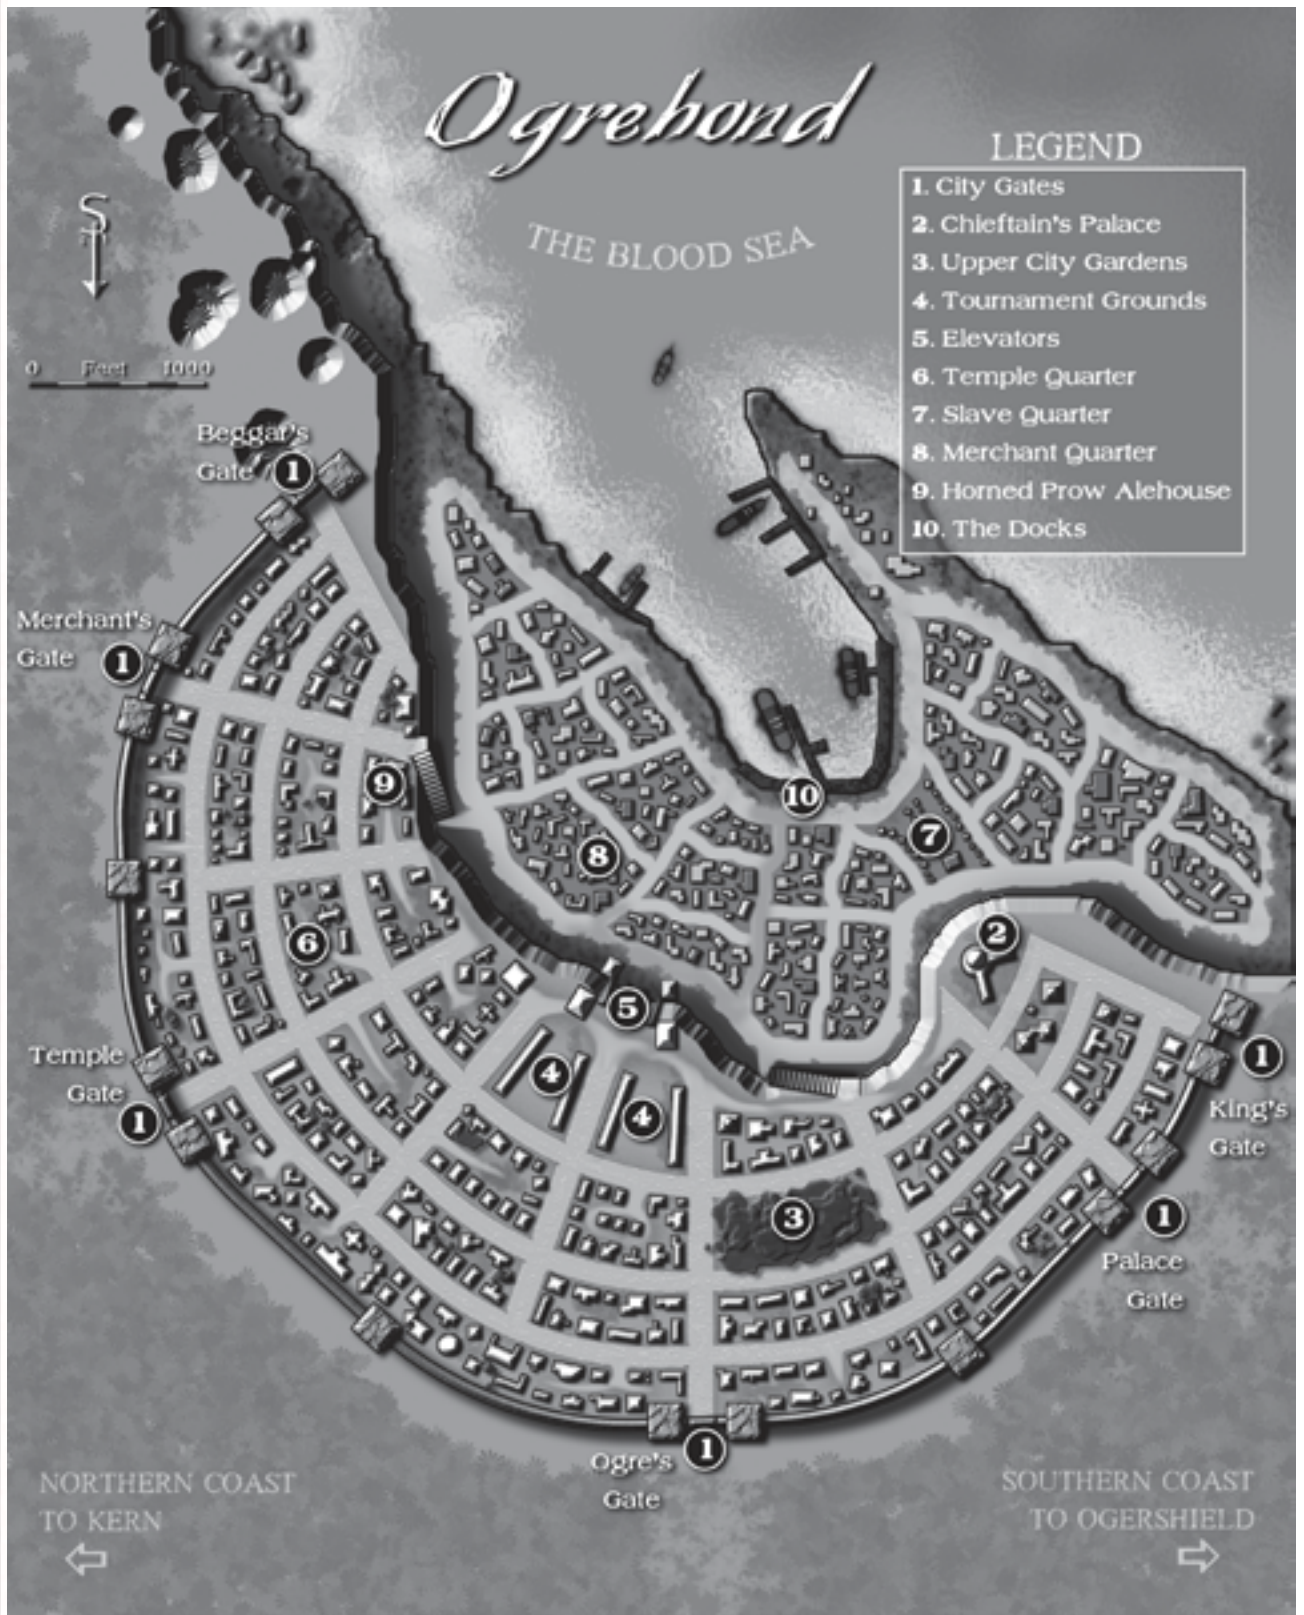 Ogrebond
LEGEND
1. City Gates
2. Chieftain's Palace
3. Upper City Gardens
4. Tournament Grounds
5. Elevators
6. Temple Quarter
7. Slave Quarter
8. Merchant Quarter
9. Horned Prow Alehouse
10. The Docks
THE BLOOD SEA
S
0 Feet 1000
Beggar's
Gate 1
Merchant's
Gate 1
9
10
7
8
2
6
5
Temple
Gate
1
4
4
1
King's
Gate
3
1
Palace
Gate
1
Ogre's
Gate
NORTHERN COAST
TO KERN
SOUTHERN COAST
TO OGERSHIELD